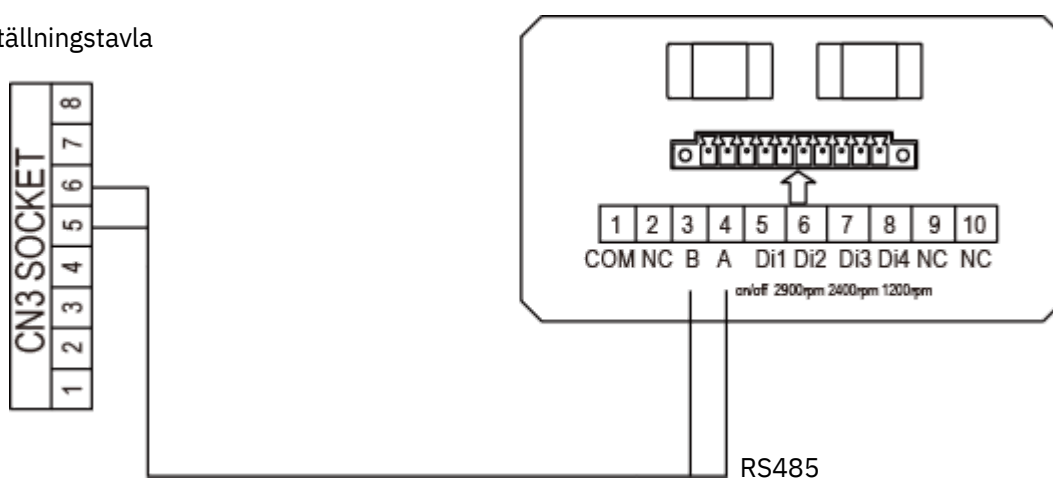 tällningstavla
CN3 SOCKET
8
7
6
5
4
3
2
1
1 2 3 4 5 6 7 8 9 10
COM NC B A Di1 Di2 Di3 Di4 NC NC
on/off 2900rpm 2400rpm 1200rpm
RS485